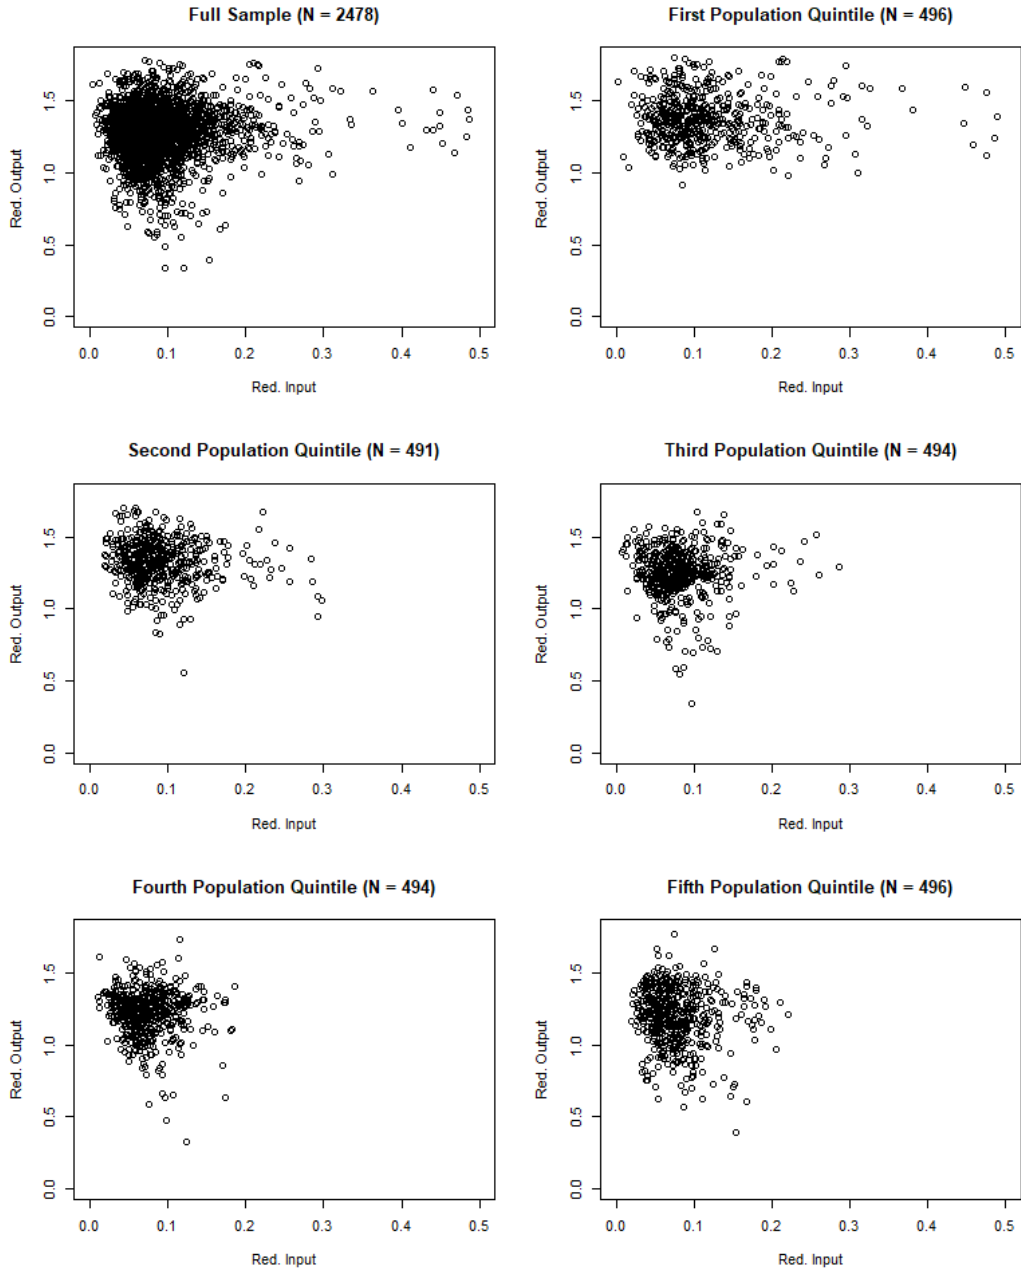 Full Sample (N = 2478)
Red. Output
0.0 0.5 1.0 1.5
0.0 0.1 0.2 0.3 0.4 0.5
Red. Input
First Population Quintile (N = 496)
Red. Output
0.0 0.5 1.0 1.5
0.0 0.1 0.2 0.3 0.4 0.5
Red. Input
Second Population Quintile (N = 491)
Red. Output
0.0 0.5 1.0 1.5
0.0 0.1 0.2 0.3 0.4 0.5
Red. Input
Third Population Quintile (N = 494)
Red. Output
0.0 0.5 1.0 1.5
0.0 0.1 0.2 0.3 0.4 0.5
Red. Input
Fourth Population Quintile (N = 494)
Red. Output
0.0 0.5 1.0 1.5
0.0 0.1 0.2 0.3 0.4 0.5
Red. Input
Fifth Population Quintile (N = 496)
Red. Output
0.0 0.5 1.0 1.5
0.0 0.1 0.2 0.3 0.4 0.5
Red. Input